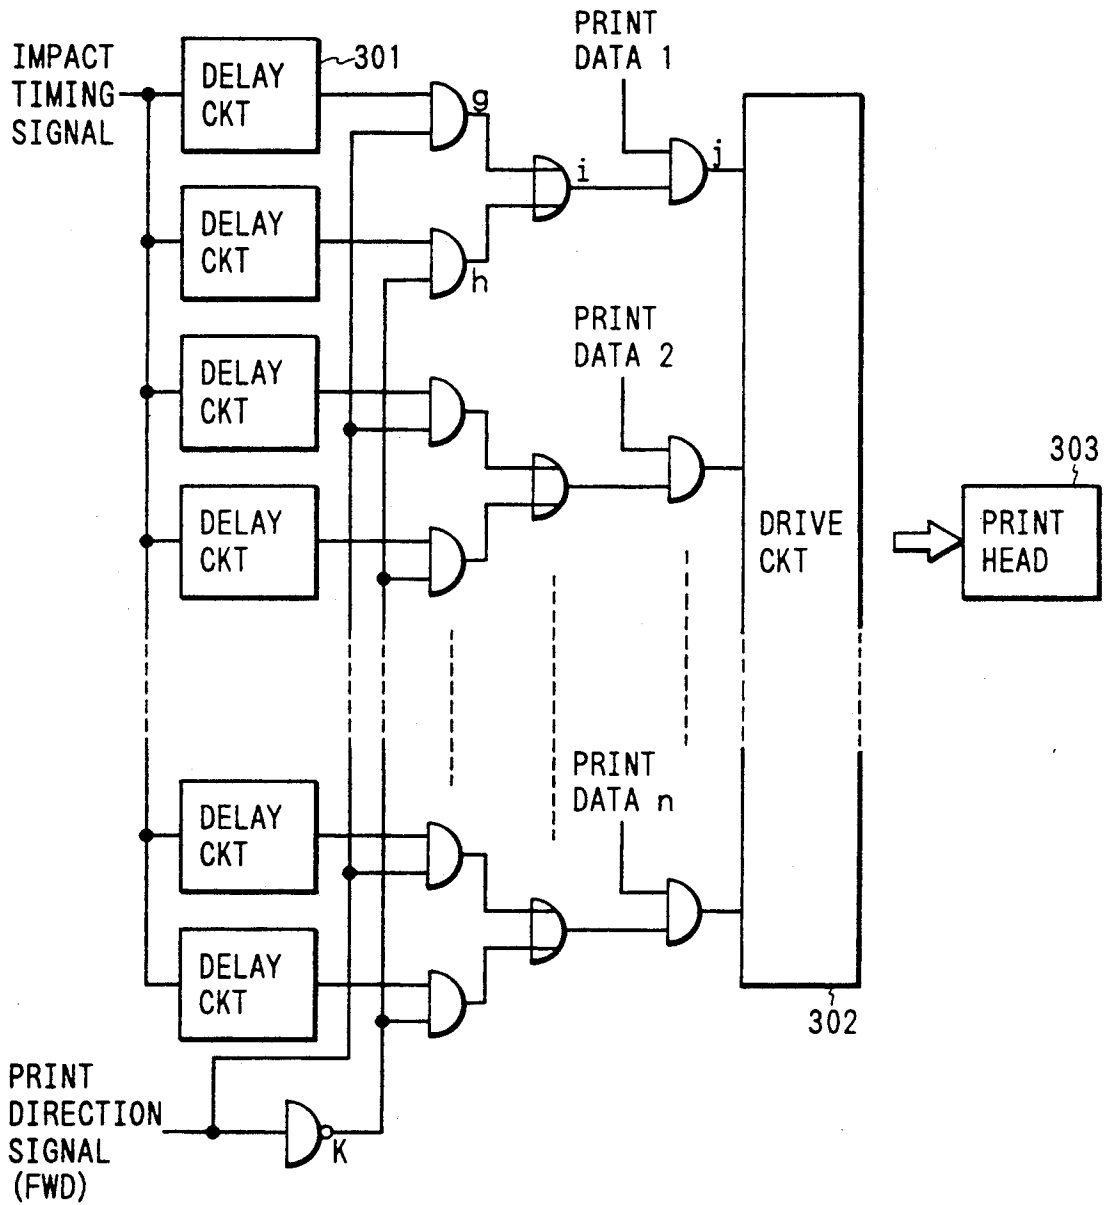 IMPACT
TIMING
SIGNAL
DELAY
CKT
301
g
PRINT
DATA 1
i
j
DELAY
CKT
h
PRINT
DATA 2
DELAY
CKT
DELAY
CKT
DRIVE
CKT
303
PRINT
HEAD
PRINT
DATA n
DELAY
CKT
DELAY
CKT
302
PRINT
DIRECTION
SIGNAL
(FWD)
K